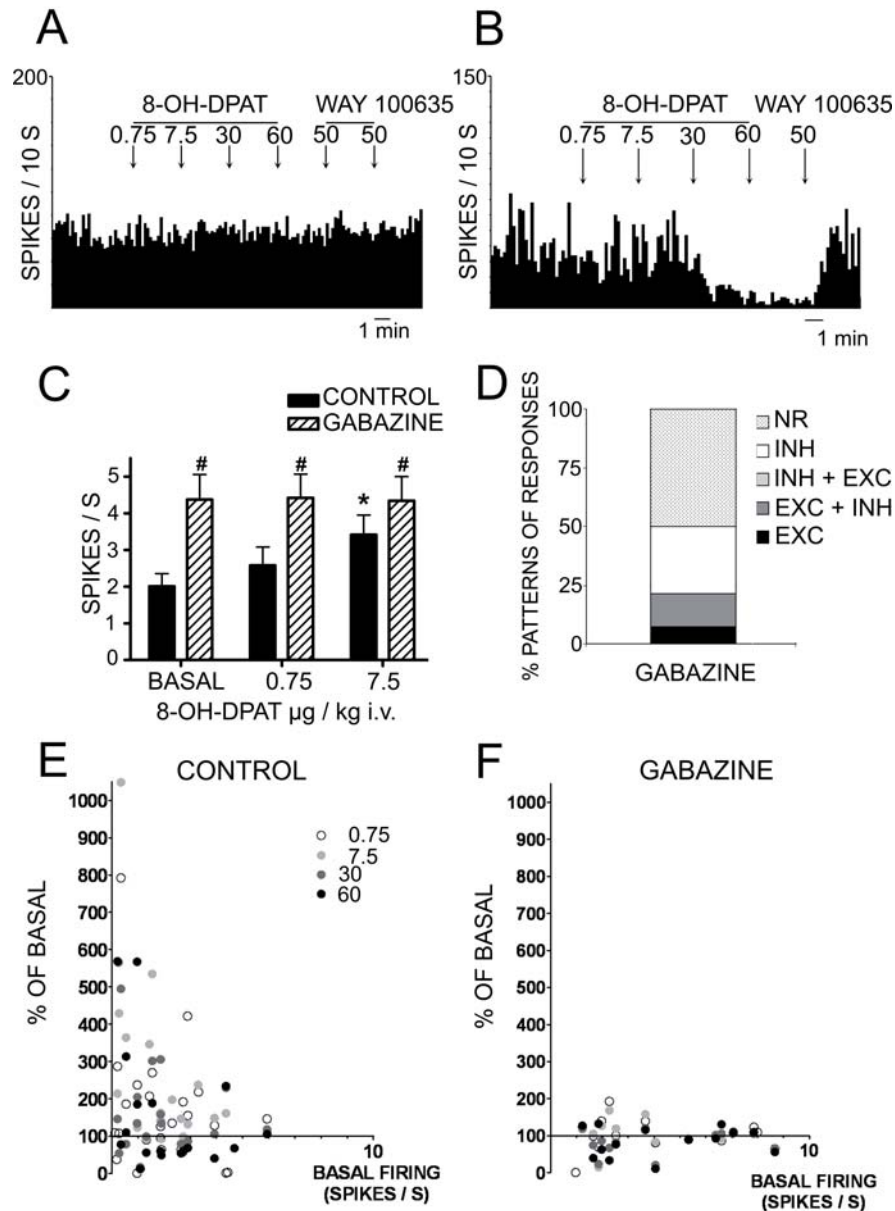 A
200
SPIKES / 10 S
8-OH-DPAT
WAY 100635
0.75 7.5 30 60 50 50
0
1 min
B
150
SPIKES / 10 S
8-OH-DPAT WAY 100635
0.75 7.5 30 60 50
0
1 min
C
CONTROL
GABAZINE
SPIKES / S
5
4
3
2
1
0
# # * #
BASAL 0.75 7.5
8-OH-DPAT µg / kg i.v.
D
% PATTERNS OF RESPONSES
100
75
50
25
0
NR
INH
INH + EXC
EXC + INH
EXC
GABAZINE
E
CONTROL
% OF BASAL
1000
900
800
700
600
500
400
300
200
100
0
0.75
7.5
30
60
10
BASAL FIRING
(SPIKES / S)
F
GABAZINE
% OF BASAL
1000
900
800
700
600
500
400
300
200
100
0
10
BASAL FIRING
(SPIKES / S)